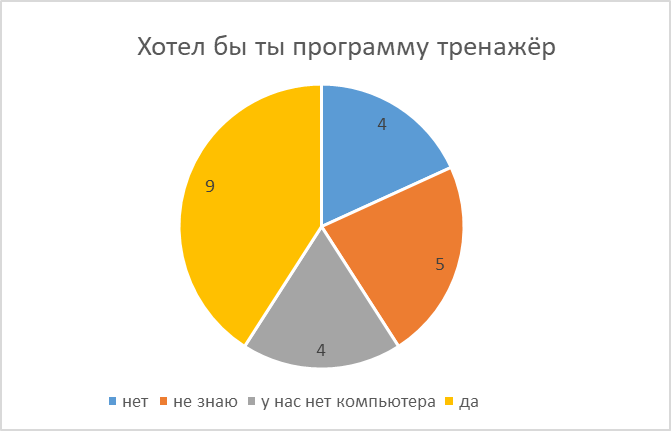 Хотел бы ты программу тренажёр
4
9
5
4
нет не знаю у нас нет компьютера да